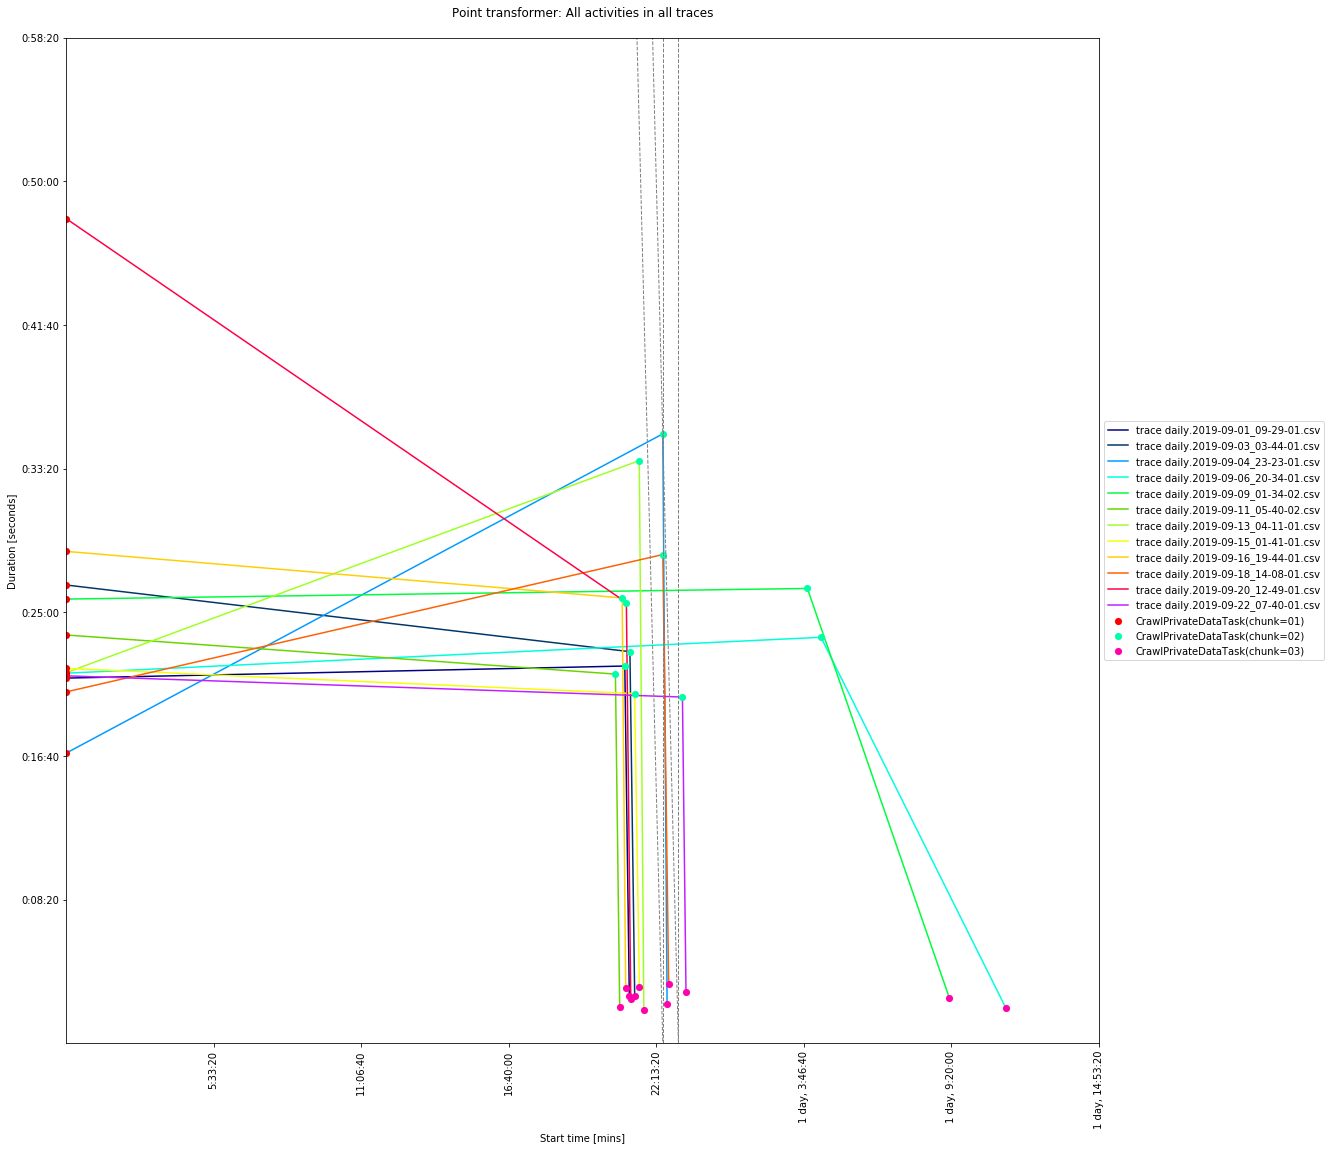 Point transformer: All activities in all traces
0:58:20
0:50:00
0:41:40
0:33:20
0:25:00
0:16:40
0:08:20
Duration [seconds]
5:33:20
11:06:40
16:40:00
22:13:20
1 day, 3:46:40
1 day, 9:20:00
1 day, 14:53:20
Start time [mins]
trace daily.2019-09-01_09-29-01.csv
trace daily.2019-09-03_03-44-01.csv
trace daily.2019-09-04_23-23-01.csv
trace daily.2019-09-06_20-34-01.csv
trace daily.2019-09-09_01-34-02.csv
trace daily.2019-09-11_05-40-02.csv
trace daily.2019-09-13_04-11-01.csv
trace daily.2019-09-15_01-41-01.csv
trace daily.2019-09-16_19-44-01.csv
trace daily.2019-09-18_14-08-01.csv
trace daily.2019-09-20_12-49-01.csv
trace daily.2019-09-22_07-40-01.csv
CrawlPrivateDataTask(chunk=01)
CrawlPrivateDataTask(chunk=02)
CrawlPrivateDataTask(chunk=03)